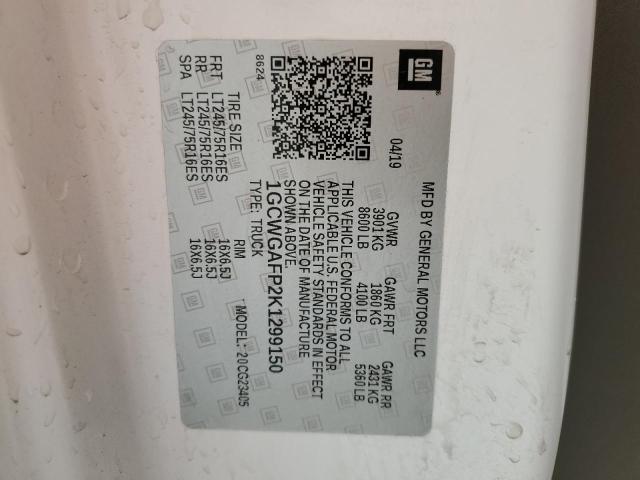 GM
MFD BY GENERAL MOTORS LLC
04/19
GVWR GAWR FRT GAWR RR
3901 KG 1860 KG 2431 KG
8600 LB 4100 LB 5360 LB
THIS VEHICLE CONFORMS TO ALL
APPLICABLE U.S. FEDERAL MOTOR
VEHICLE SAFETY STANDARDS IN EFFECT
ON THE DATE OF MANUFACTURE
SHOWN ABOVE.
1GCWGAFP2K1299150
TYPE: TRUCK MODEL: 20CG23405
8624
TIRE SIZE RIM
FRT LT245/75R16ES 16X6.5J
RR LT245/75R16ES 16X6.5J
SPA LT245/75R16ES 16X6.5J